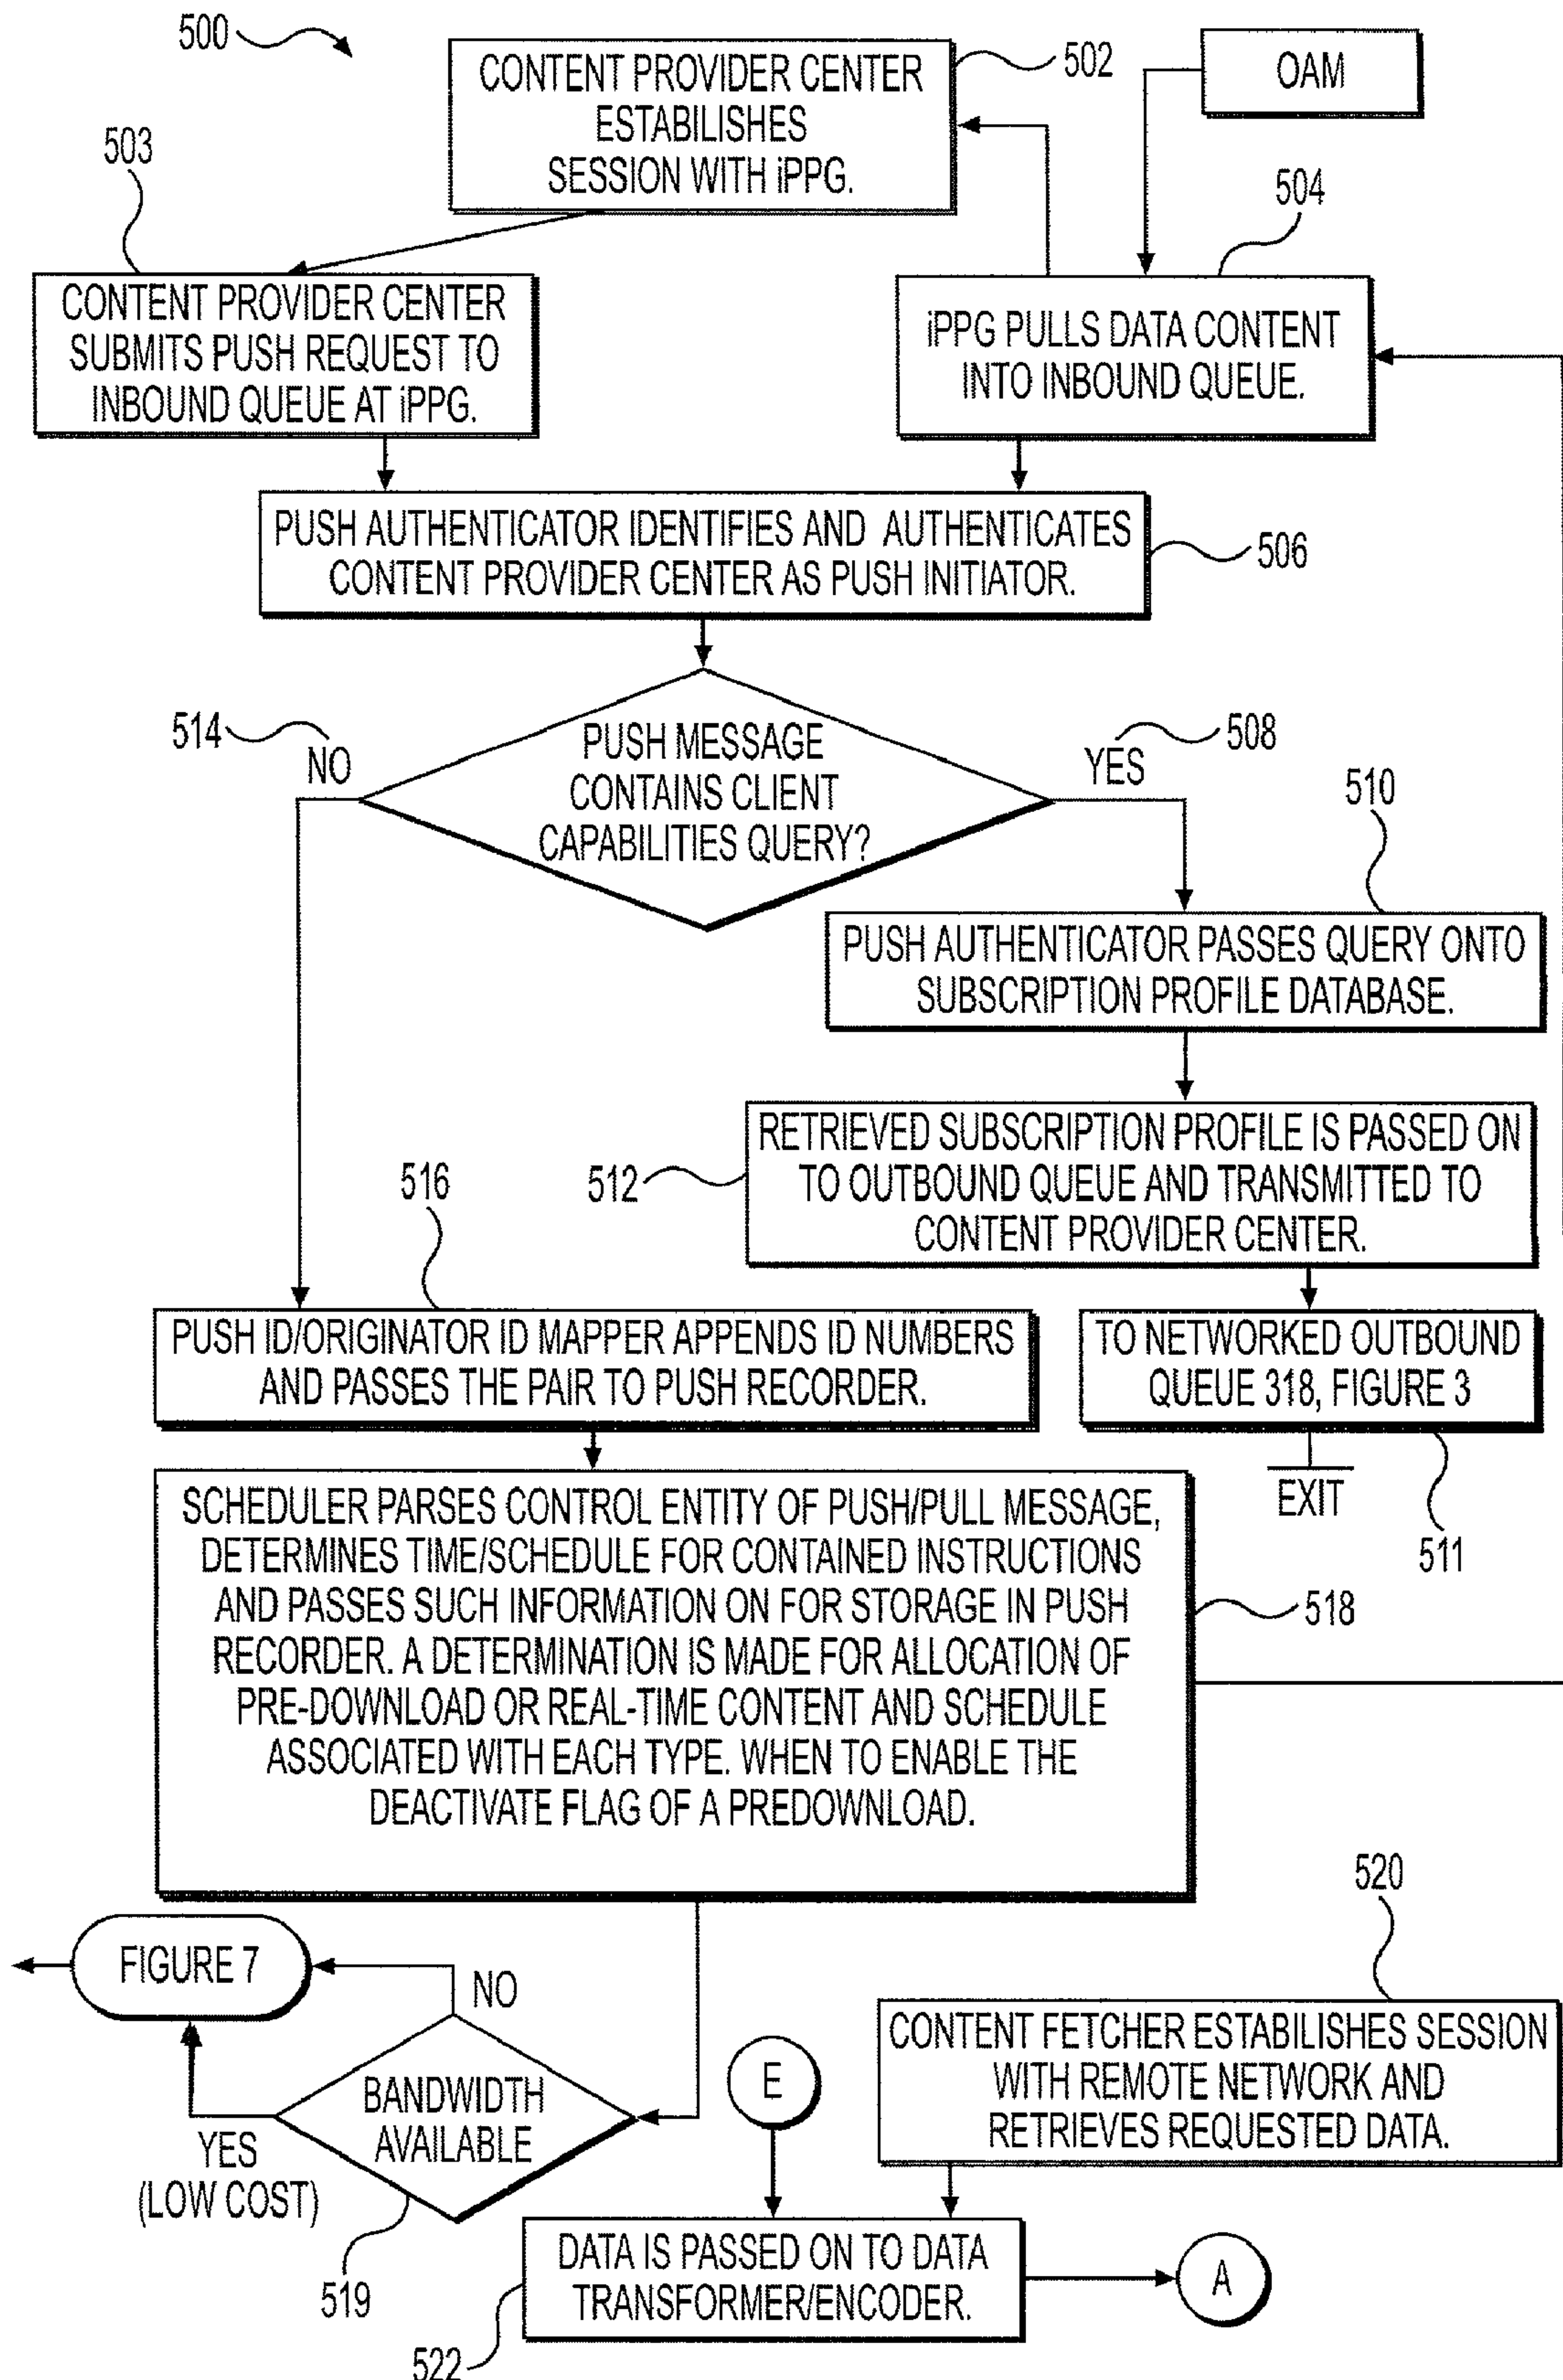 500
CONTENT PROVIDER CENTER
ESTABILISHES
SESSION WITH iPPG.
502
OAM
503
CONTENT PROVIDER CENTER
SUBMITS PUSH REQUEST TO
INBOUND QUEUE AT iPPG.
504
iPPG PULLS DATA CONTENT
INTO INBOUND QUEUE.
PUSH AUTHENTICATOR IDENTIFIES AND AUTHENTICATES
CONTENT PROVIDER CENTER AS PUSH INITIATOR.
506
PUSH MESSAGE
CONTAINS CLIENT
CAPABILITIES QUERY?
514
NO
YES
508
510
PUSH AUTHENTICATOR PASSES QUERY ONTO
SUBSCRIPTION PROFILE DATABASE.
512
RETRIEVED SUBSCRIPTION PROFILE IS PASSED ON
TO OUTBOUND QUEUE AND TRANSMITTED TO
CONTENT PROVIDER CENTER.
516
PUSH ID/ORIGINATOR ID MAPPER APPENDS ID NUMBERS
AND PASSES THE PAIR TO PUSH RECORDER.
TO NETWORKED OUTBOUND
QUEUE 318, FIGURE 3
EXIT
511
SCHEDULER PARSES CONTROL ENTITY OF PUSH/PULL MESSAGE,
DETERMINES TIME/SCHEDULE FOR CONTAINED INSTRUCTIONS
AND PASSES SUCH INFORMATION ON FOR STORAGE IN PUSH
RECORDER. A DETERMINATION IS MADE FOR ALLOCATION OF
PRE-DOWNLOAD OR REAL-TIME CONTENT AND SCHEDULE
ASSOCIATED WITH EACH TYPE. WHEN TO ENABLE THE
DEACTIVATE FLAG OF A PREDOWNLOAD.
518
FIGURE 7
NO
BANDWIDTH
AVAILABLE
YES
(LOW COST)
519
E
520
CONTENT FETCHER ESTABILISHES SESSION
WITH REMOTE NETWORK AND
RETRIEVES REQUESTED DATA.
DATA IS PASSED ON TO DATA
TRANSFORMER/ENCODER.
522
A